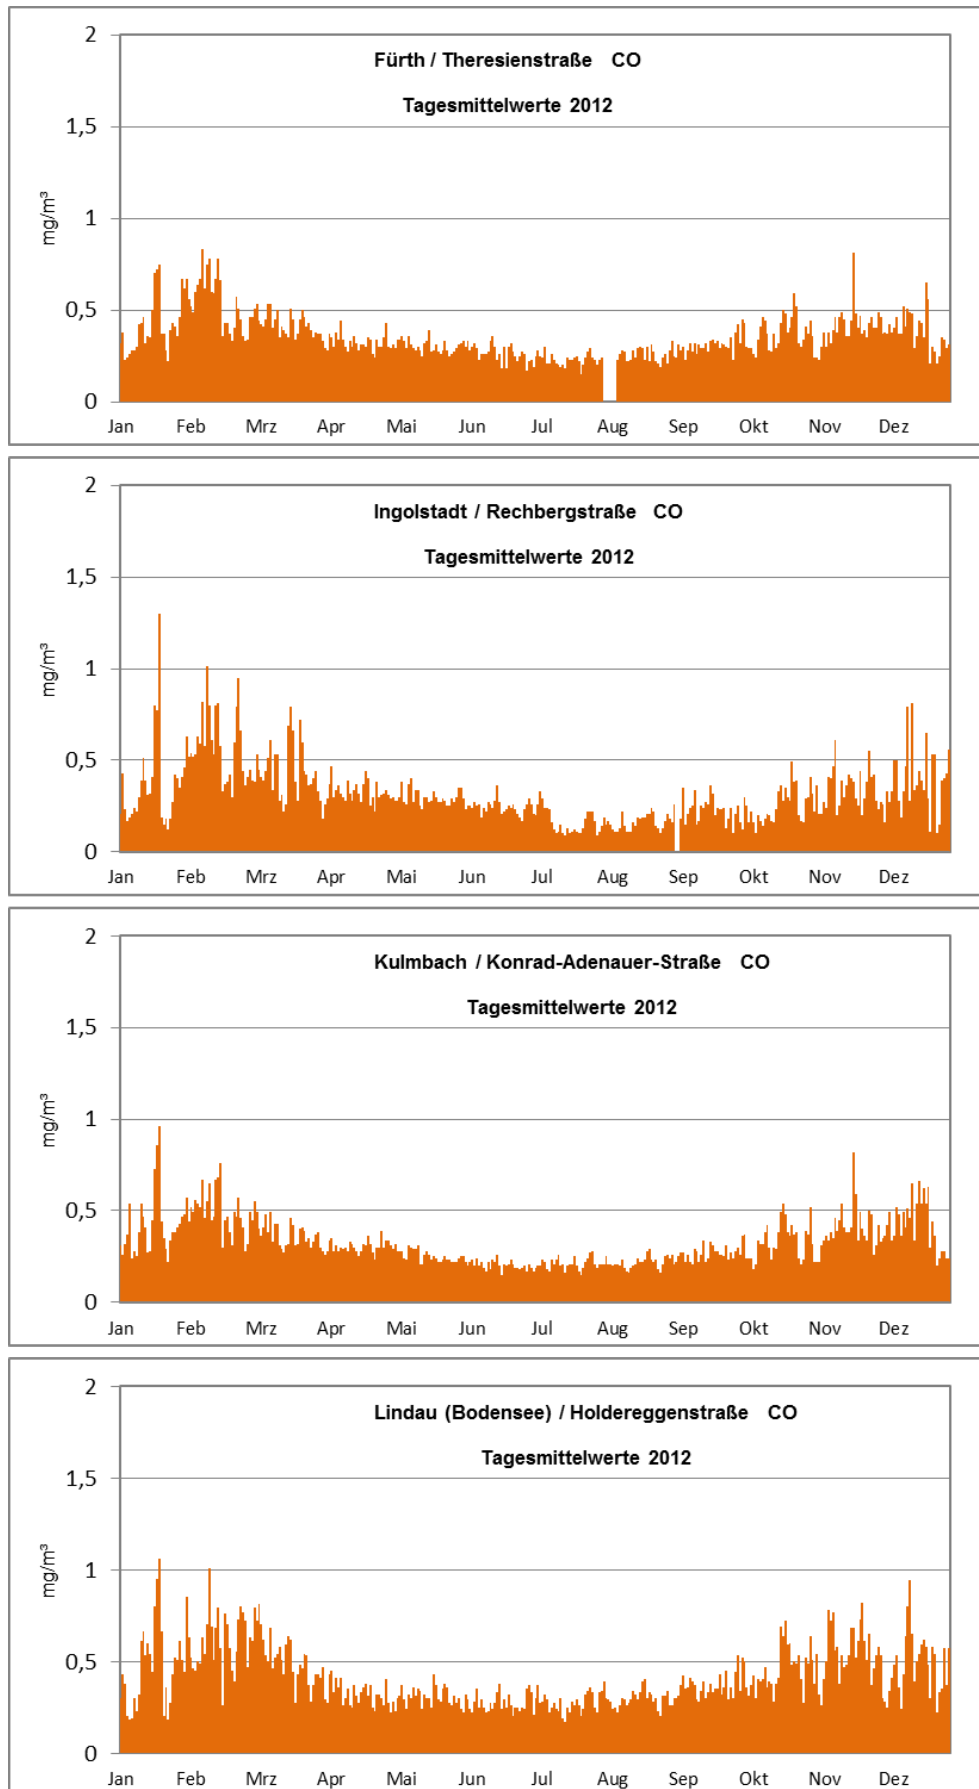 Fürth / Theresienstraße CO
Tagesmittelwerte 2012
2
1,5
1
0,5
0
mg/m³
Jan Feb Mrz Apr Mai Jun Jul Aug Sep Okt Nov Dez
Ingolstadt / Rechbergstraße CO
Tagesmittelwerte 2012
2
1,5
1
0,5
0
mg/m³
Jan Feb Mrz Apr Mai Jun Jul Aug Sep Okt Nov Dez
Kulmbach / Konrad-Adenauer-Straße CO
Tagesmittelwerte 2012
2
1,5
1
0,5
0
mg/m³
Jan Feb Mrz Apr Mai Jun Jul Aug Sep Okt Nov Dez
Lindau (Bodensee) / Holdereggenstraße CO
Tagesmittelwerte 2012
2
1,5
1
0,5
0
mg/m³
Jan Feb Mrz Apr Mai Jun Jul Aug Sep Okt Nov Dez